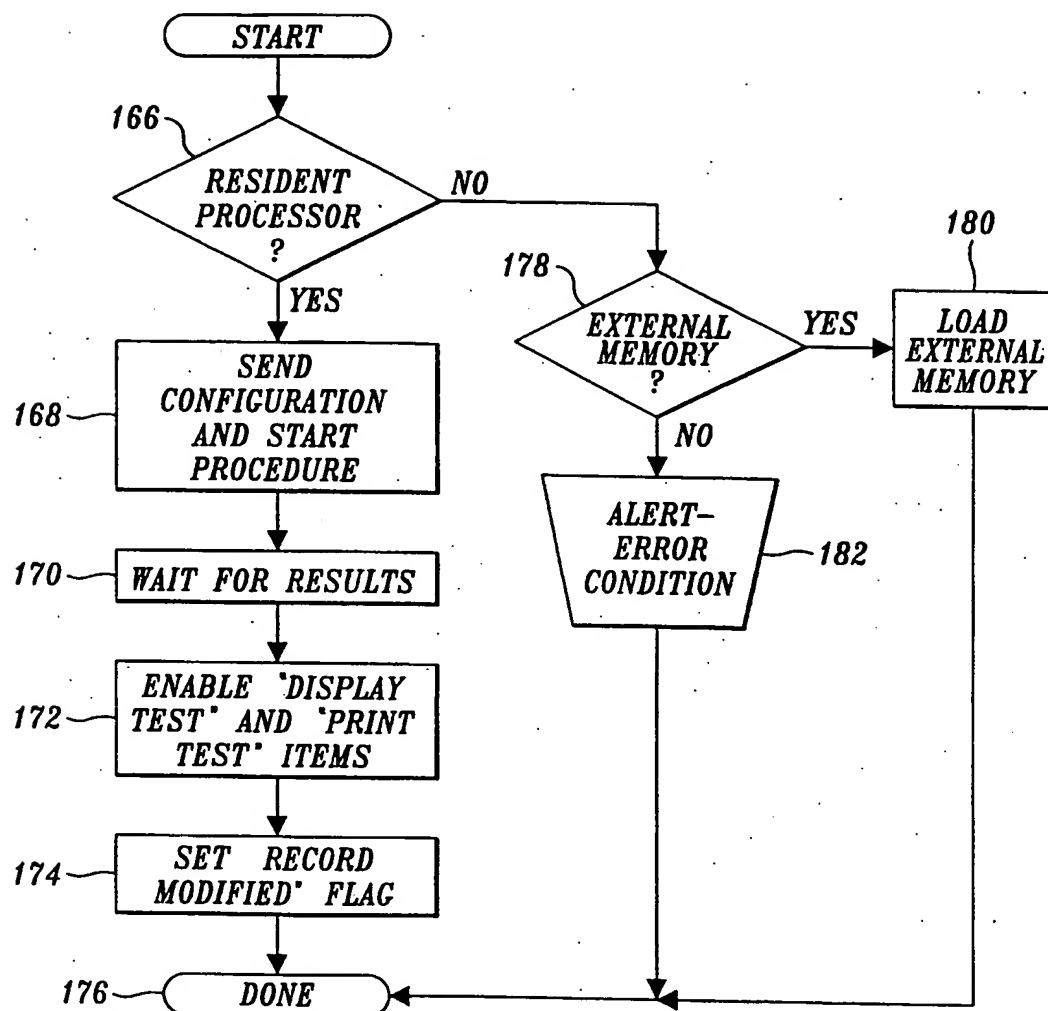 START
166
RESIDENT
PROCESSOR
?
NO
YES
178
EXTERNAL
MEMORY
?
YES
NO
180
LOAD
EXTERNAL
MEMORY
168
SEND
CONFIGURATION
AND START
PROCEDURE
ALERT-
ERROR
CONDITION
182
170
WAIT FOR RESULTS
172
ENABLE "DISPLAY
TEST" AND "PRINT
TEST" ITEMS
174
SET RECORD
MODIFIED" FLAG
176
DONE